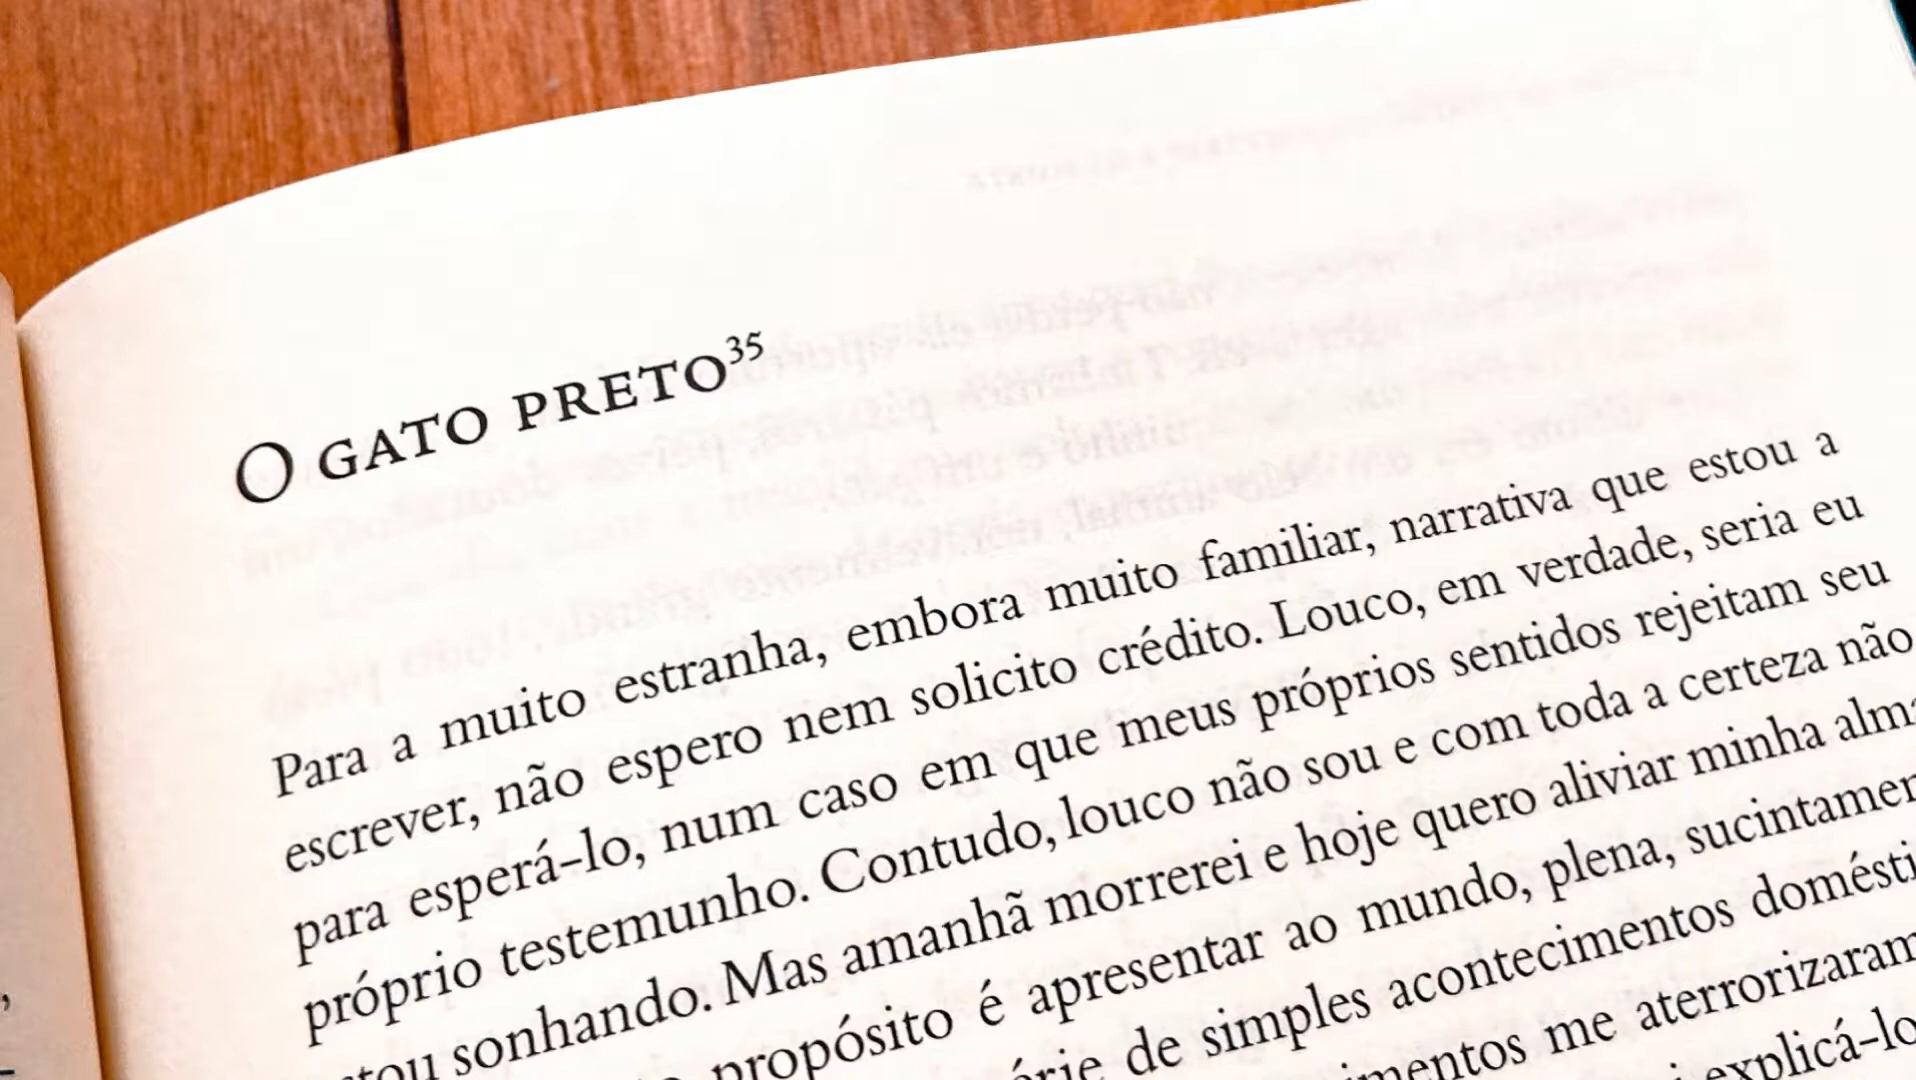 O GATO PRETO35
Para a muito estranha, embora muito familiar, narrativa que estou a
escrever, não espero nem solicito crédito. Louco, em verdade, seria eu
para esperá-lo, num caso em que meus próprios sentidos rejeitam seu
próprio testemunho. Contudo, louco não sou e com toda a certeza não
sonhando. Mas amanhã morrerei e hoje quero aliviar minha
propósito é apresentar ao mundo, plena,
de simples acontecimentos
me aterrorizaram
explicá-lo